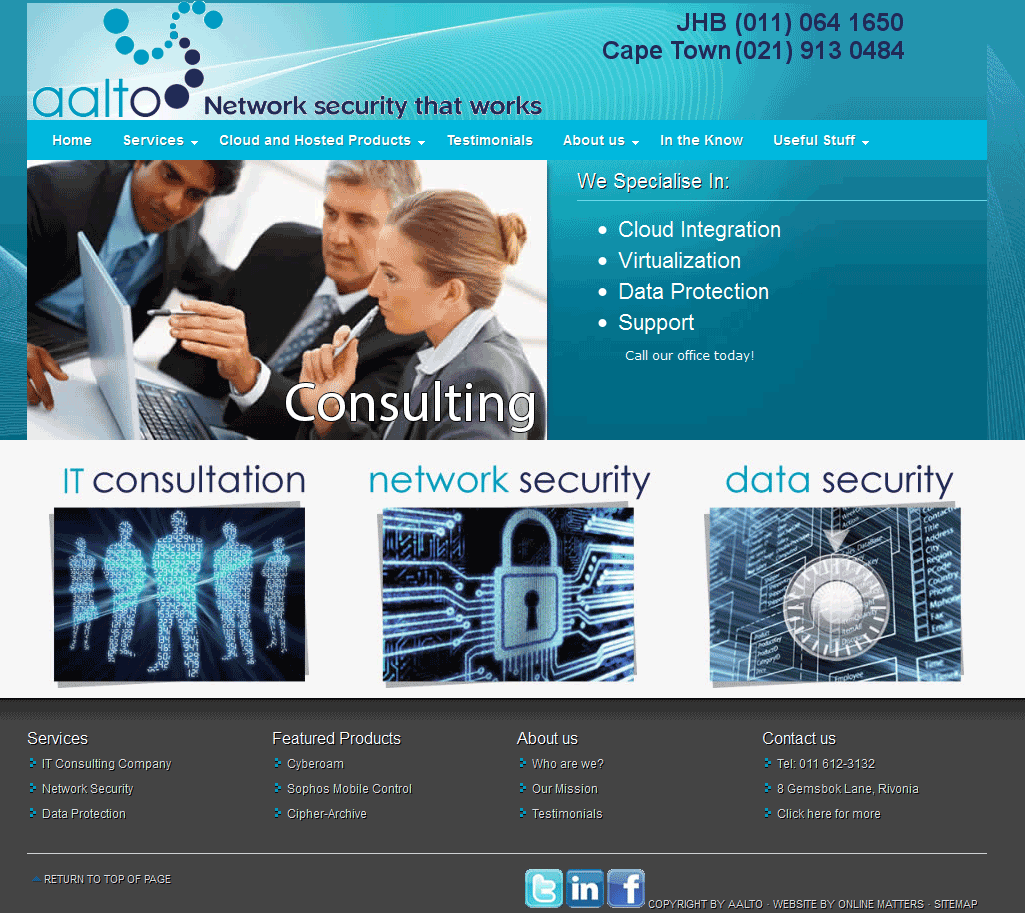 JHB (011) 064 1650
Cape Town (021) 913 0484
aalto Network security that works
Home Services Cloud and Hosted Products Testimonials About us In the Know Useful Stuff
We Specialise In:
Cloud Integration
Virtualization
Data Protection
Support
Call our office today!
Consulting
IT consultation network security data security
Services
IT Consulting Company
Network Security
Data Protection
Featured Products
Cyberoam
Sophos Mobile Control
Cipher-Archive
About us
Who are we?
Our Mission
Testimonials
Contact us
Tel: 011 612-3132
8 Gemsbok Lane, Rivonia
Click here for more
RETURN TO TOP OF PAGE
COPYRIGHT BY AALTO - WEBSITE BY ONLINE MATTERS - SITEMAP